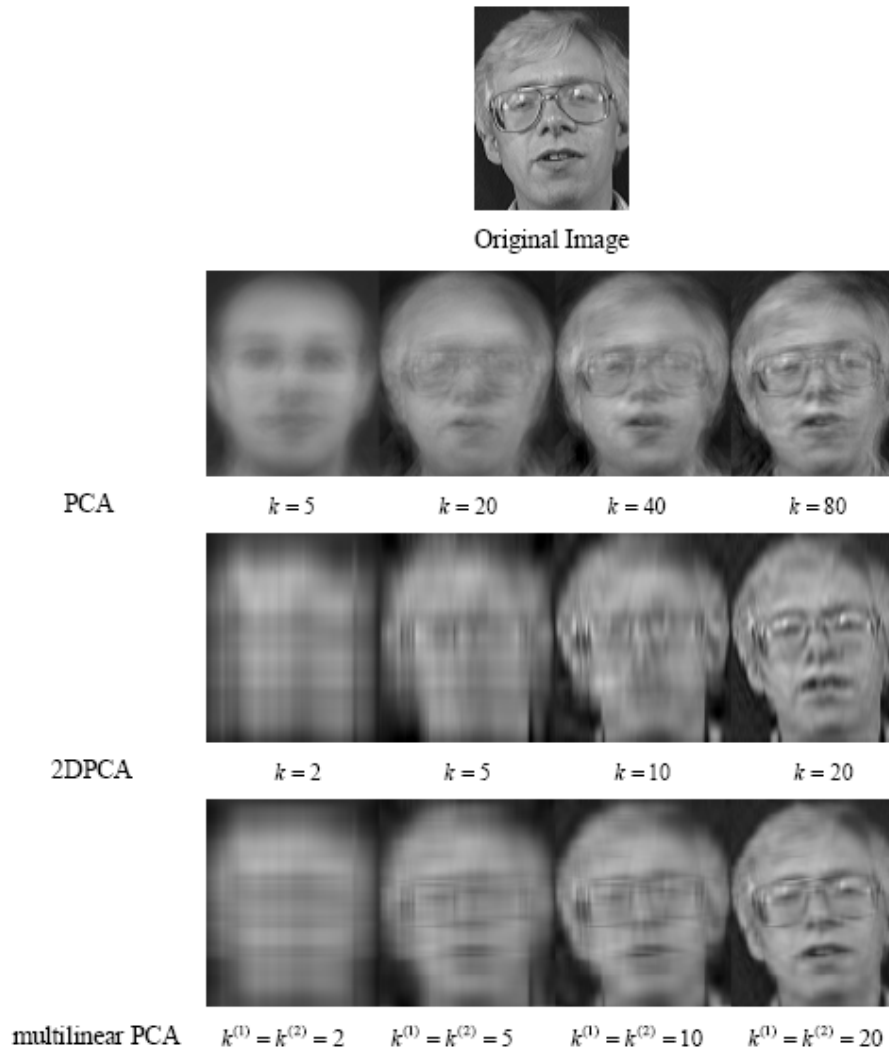 Original Image
PCA k = 5 k = 20 k = 40 k = 80
2DPCA k = 2 k = 5 k = 10 k = 20
multilinear PCA k⁽¹⁾ = k⁽²⁾ = 2 k⁽¹⁾ = k⁽²⁾ = 5 k⁽¹⁾ = k⁽²⁾ = 10 k⁽¹⁾ = k⁽²⁾ = 20